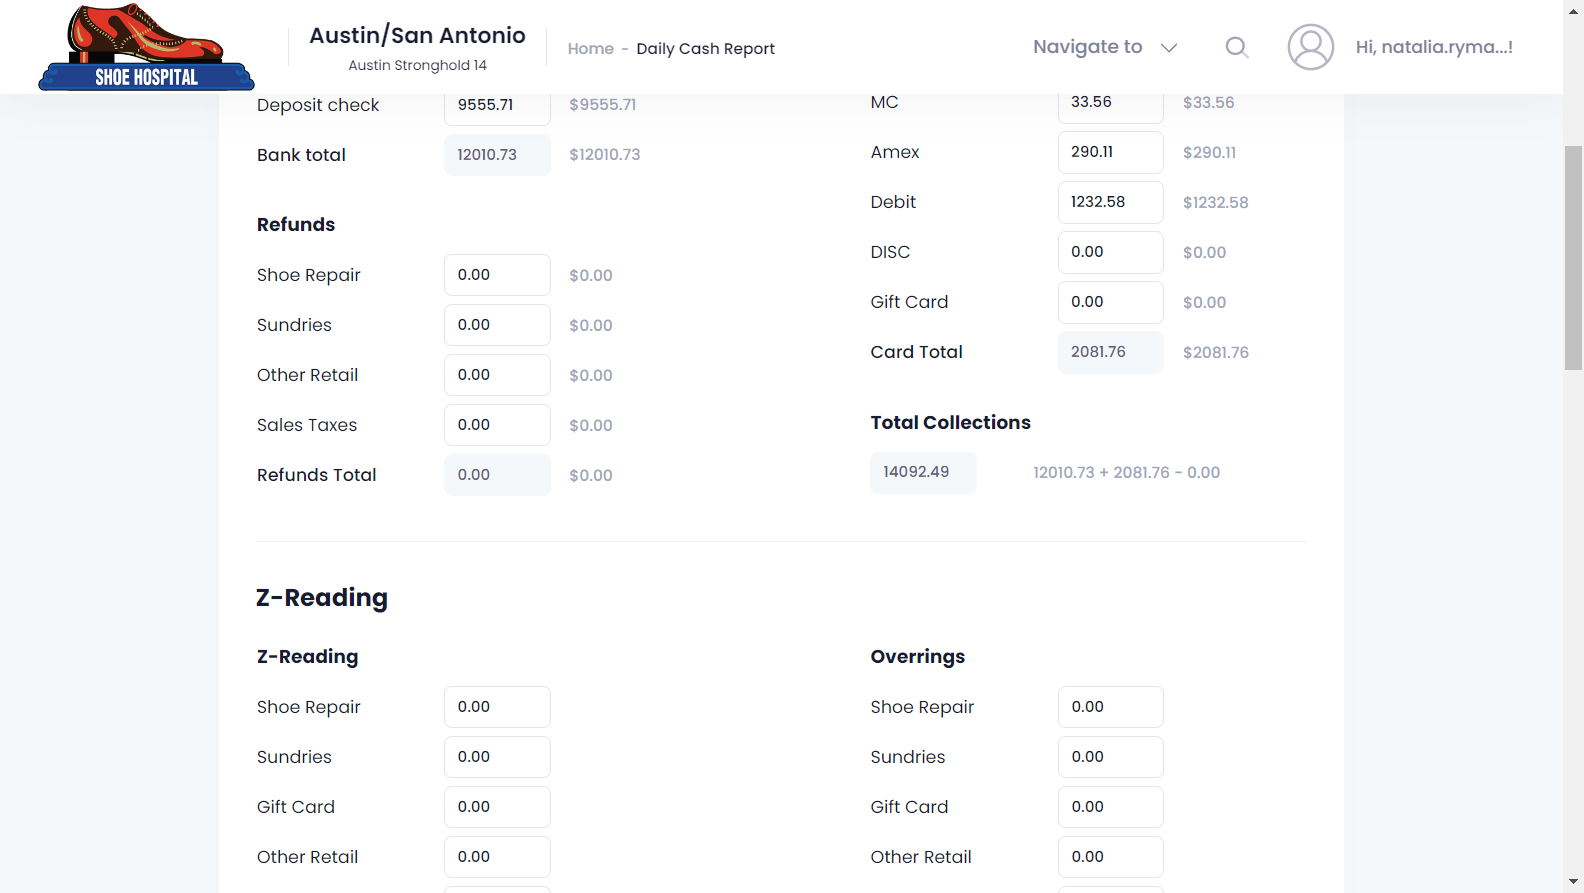 SHOE HOSPITAL
Austin/San Antonio
Austin Stronghold 14
Home - Daily Cash Report
Navigate to
Hi, natalia.ryma...!
Deposit check 9555.71 $9555.71
Bank total 12010.73 $12010.73
Refunds
Shoe Repair 0.00 $0.00
Sundries 0.00 $0.00
Other Retail 0.00 $0.00
Sales Taxes 0.00 $0.00
Refunds Total 0.00 $0.00
MC 33.56 $33.56
Amex 290.11 $290.11
Debit 1232.58 $1232.58
DISC 0.00 $0.00
Gift Card 0.00 $0.00
Card Total 2081.76 $2081.76
Total Collections
14092.49 12010.73 + 2081.76 - 0.00
Z-Reading
Z-Reading
Shoe Repair 0.00
Sundries 0.00
Gift Card 0.00
Other Retail 0.00
Overrings
Shoe Repair 0.00
Sundries 0.00
Gift Card 0.00
Other Retail 0.00